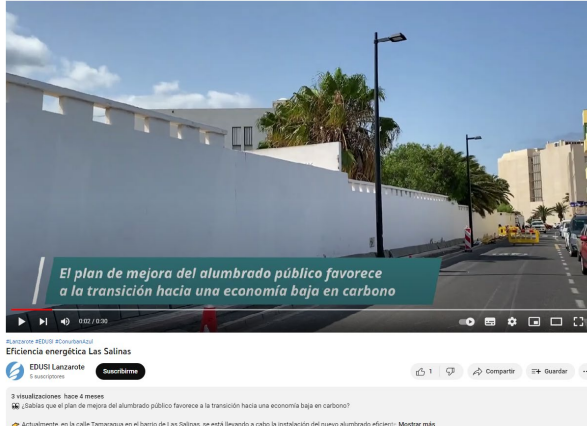 El plan de mejora del alumbrado público favorece
a la transición hacia una economía baja en carbono
0:02 / 0:30
#Lanzarote #EDUSI #ConurbanAzul
Eficiencia energética Las Salinas
EDUSI Lanzarote
5 suscriptores
Suscribirme
1
Compartir
Guardar
3 visualizaciones hace 4 meses
¿Sabías que el plan de mejora del alumbrado público favorece a la transición hacia una economía baja en carbono?
Actualmente, en la calle Tamaragua en el barrio de Las Salinas, se está llevando a cabo la instalación del nuevo alumbrado eficien... Mostrar más